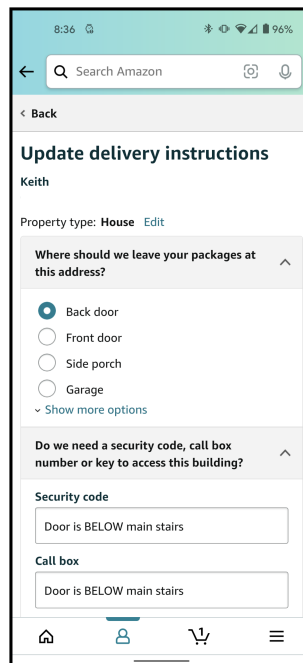 8:36 96%
Search Amazon
Back
Update delivery instructions
Keith
Property type: House Edit
Where should we leave your packages at
this address?
Back door
Front door
Side porch
Garage
Show more options
Do we need a security code, call box
number or key to access this building?
Security code
Door is BELOW main stairs
Call box
Door is BELOW main stairs
1